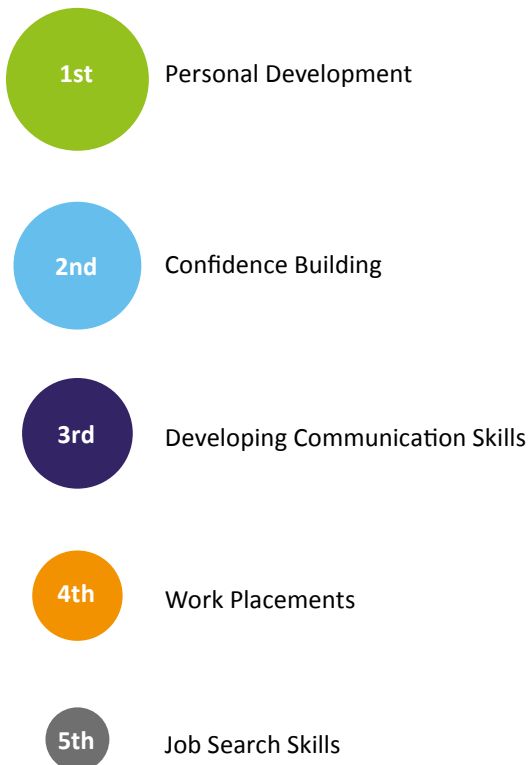 1st Personal Development
2nd Confidence Building
3rd Developing Communication Skills
4th Work Placements
5th Job Search Skills